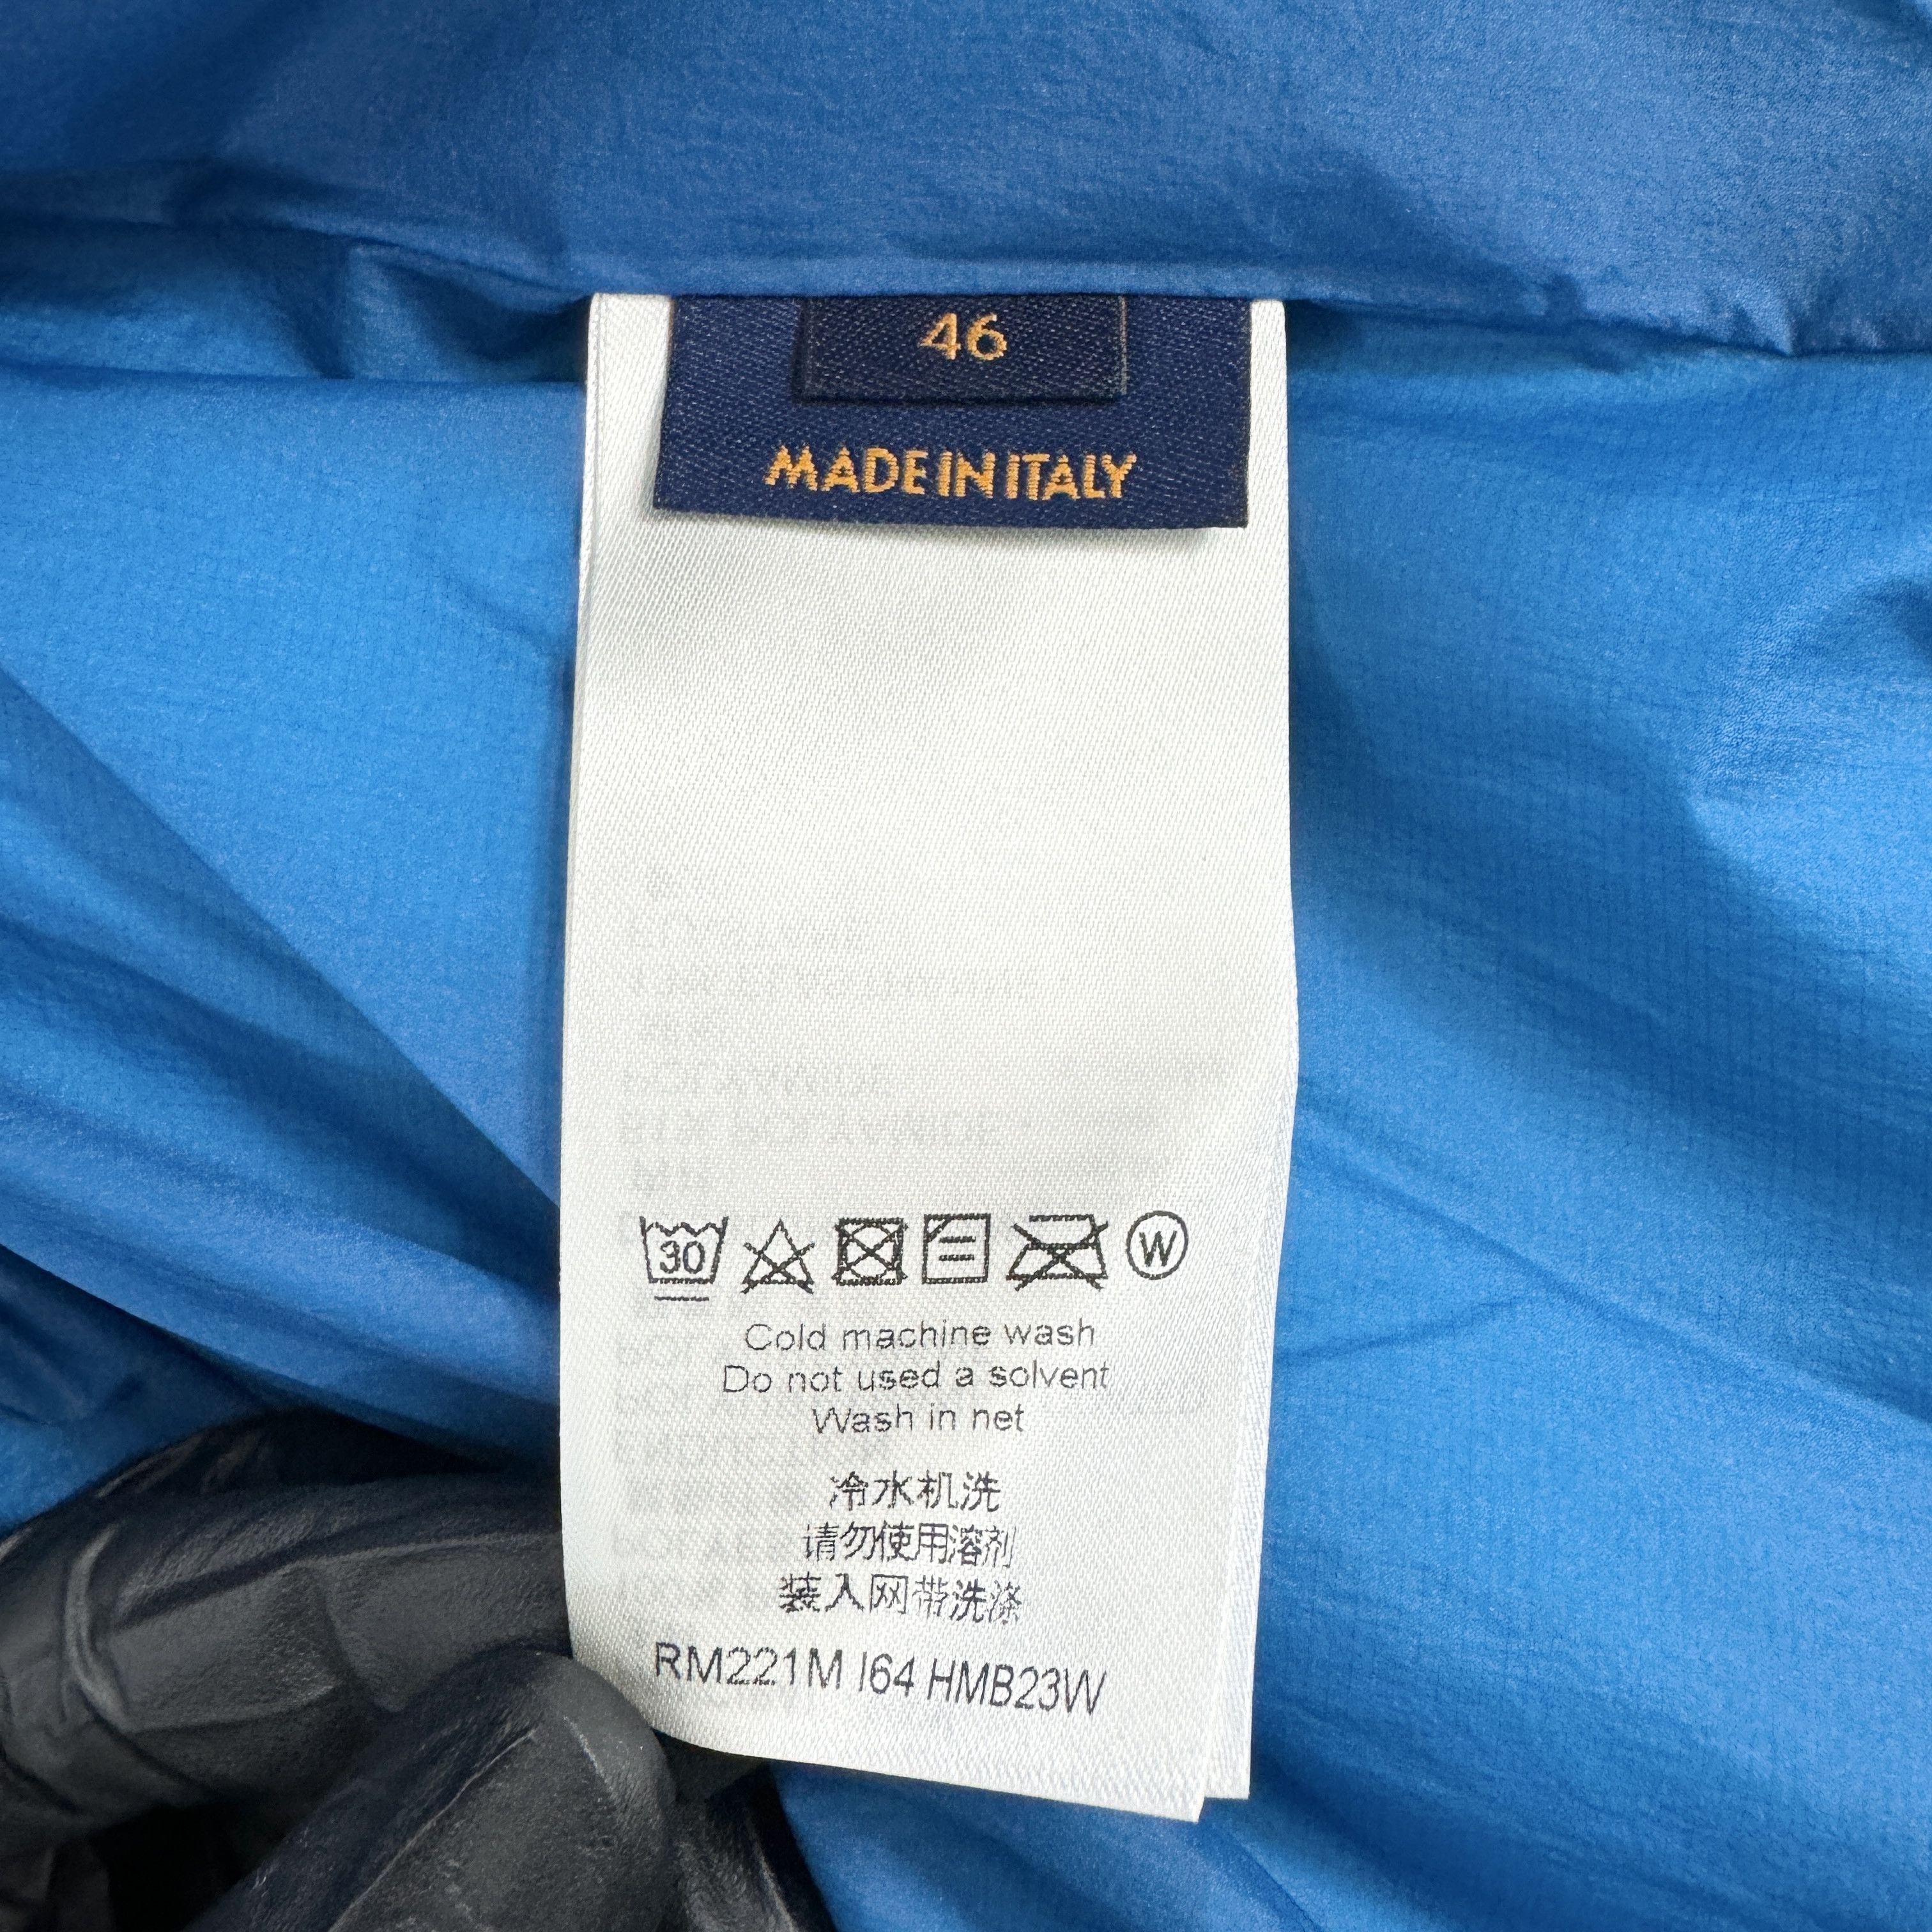 46
MADE IN ITALY
30
W
Cold machine wash
Do not used a solvent
Wash in net
冷水机洗
请勿使用溶剂
装入网带洗涤
RM221M I64 HMB23W